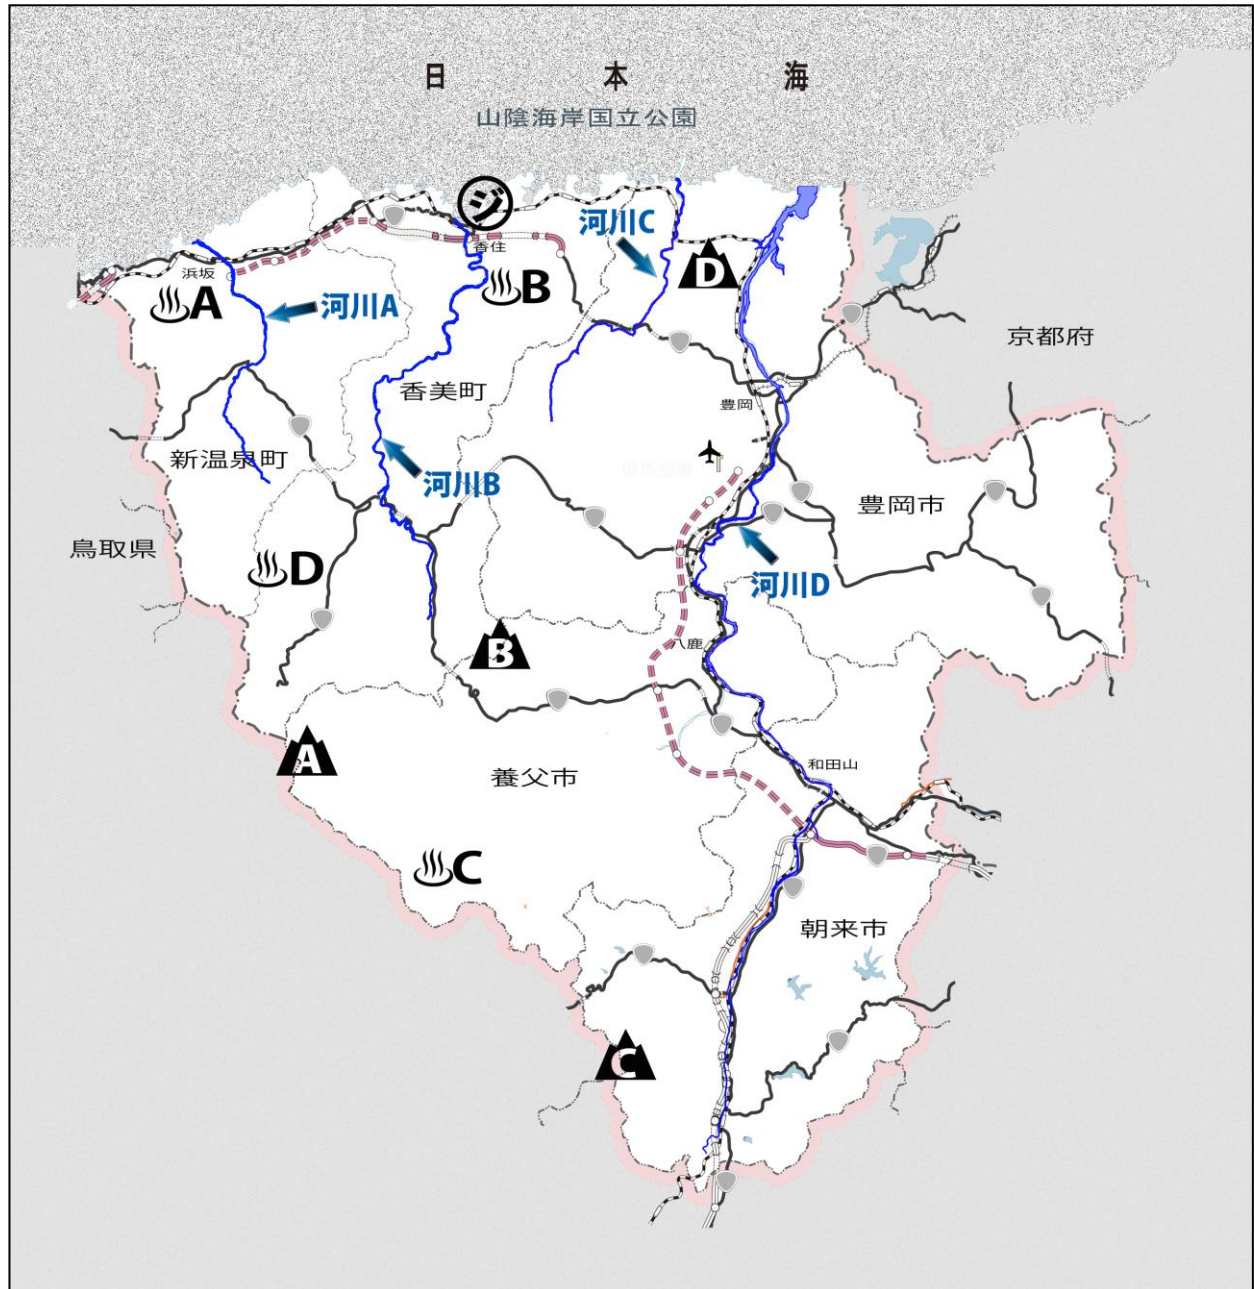 日 本 海
山陰海岸国立公園
ジ
河川C
香住
浜坂
A
B
D
河川A
京都府
香美町
豊岡
新温泉町
河川B
豊岡市
鳥取県
D
河川D
B
八鹿
A
養父市
和田山
C
朝来市
C